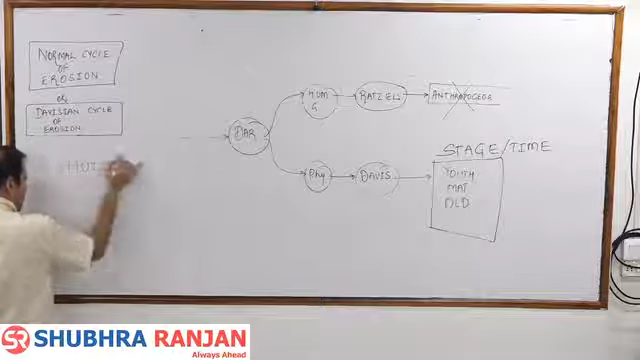 NORMAL CYCLE
OF
EROSION
OR
DAVISIAN CYCLE
OF
EROSION
DAR
HUM
G
RATZEL
ANTHROPOGEOG
Phy
DAVIS
STAGE/TIME
YOUTH
MAT
OLD
SR SHUBHRA RANJAN
Always Ahead